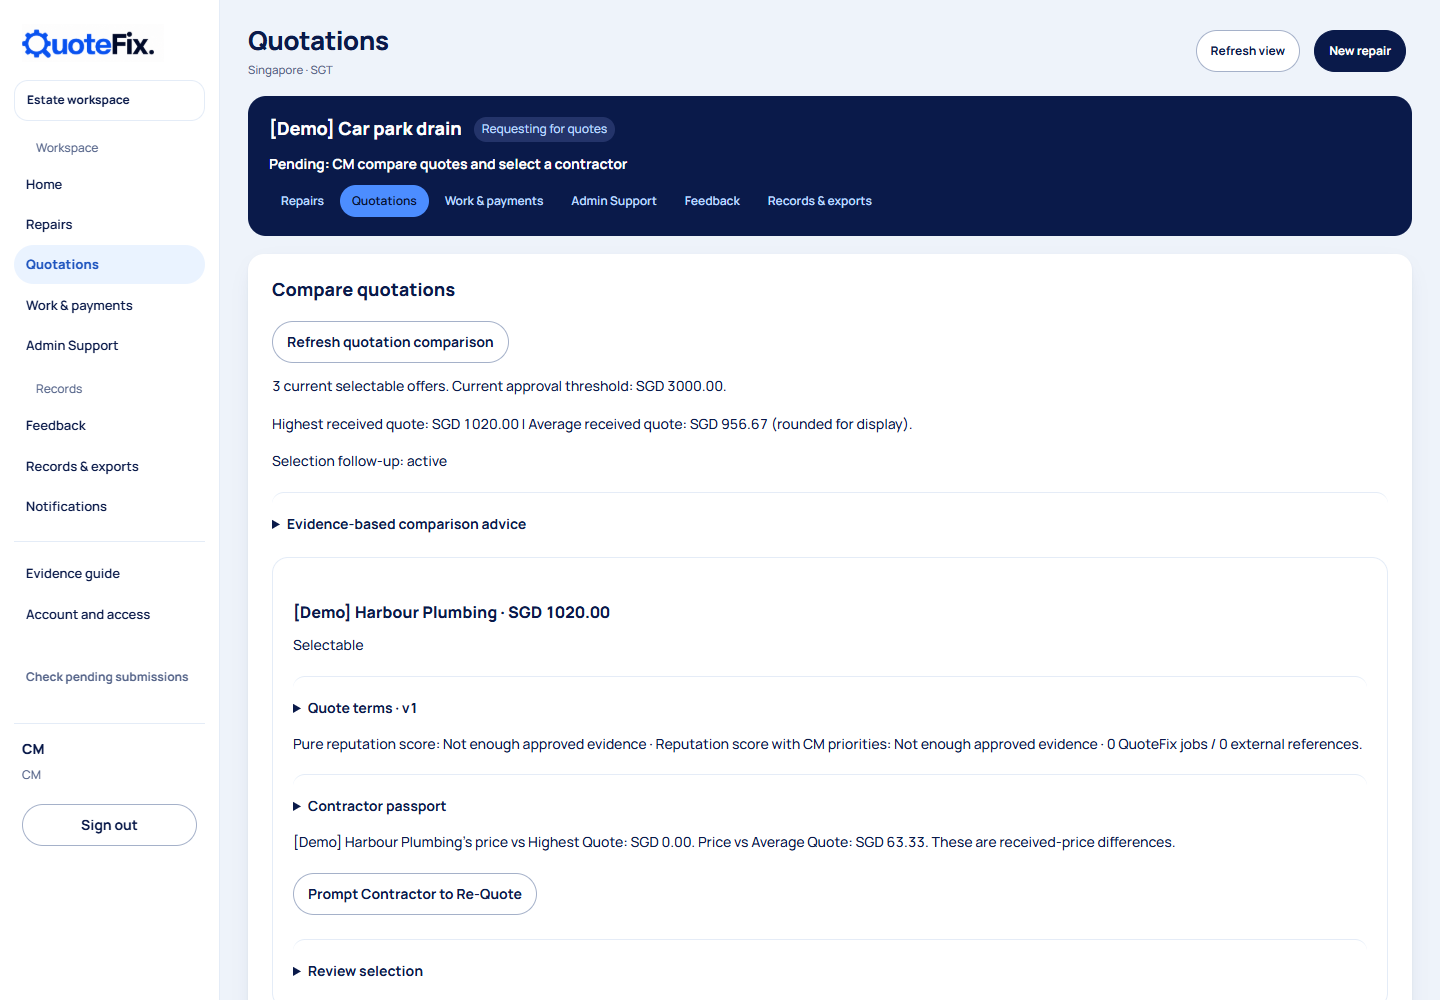 QuoteFix.
Estate workspace
Workspace
Home
Repairs
Quotations
Work & payments
Admin Support
Records
Feedback
Records & exports
Notifications
Evidence guide
Account and access
Check pending submissions
CM
CM
Sign out
Quotations
Singapore · SGT
Refresh view
New repair
[Demo] Car park drain
Requesting for quotes
Pending: CM compare quotes and select a contractor
Repairs
Quotations
Work & payments
Admin Support
Feedback
Records & exports
Compare quotations
Refresh quotation comparison
3 current selectable offers. Current approval threshold: SGD 3000.00.
Highest received quote: SGD 1020.00 | Average received quote: SGD 956.67 (rounded for display).
Selection follow-up: active
Evidence-based comparison advice
[Demo] Harbour Plumbing · SGD 1020.00
Selectable
Quote terms · v1
Pure reputation score: Not enough approved evidence · Reputation score with CM priorities: Not enough approved evidence · 0 QuoteFix jobs / 0 external references.
Contractor passport
[Demo] Harbour Plumbing's price vs Highest Quote: SGD 0.00. Price vs Average Quote: SGD 63.33. These are received-price differences.
Prompt Contractor to Re-Quote
Review selection